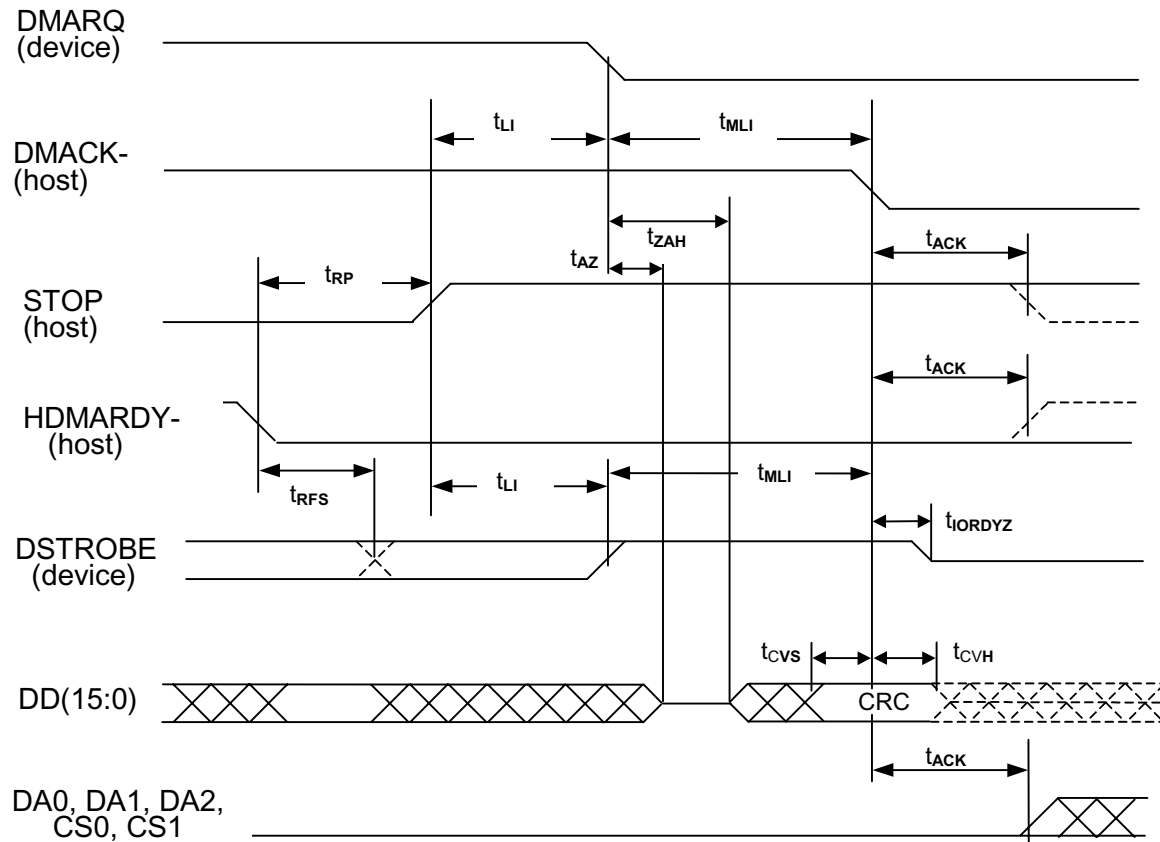 DMARQ
(device)
tLI
tMLI
DMACK-
(host)
tZAH
tACK
tAZ
tRP
STOP
(host)
tACK
HDMARDY-
(host)
tRFS
tLI
tMLI
tIORDYZ
DSTROBE
(device)
tCVS
tCVH
DD(15:0)
CRC
tACK
DA0, DA1, DA2,
CS0, CS1